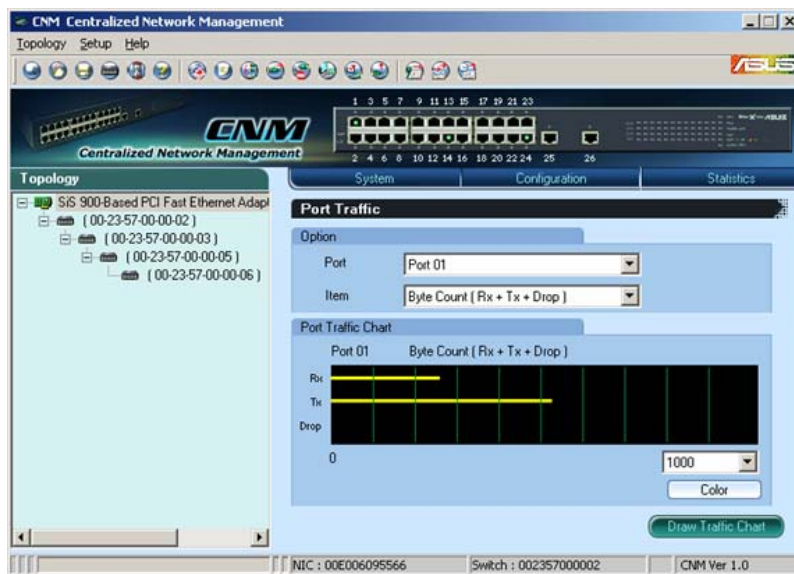 CNM Centralized Network Management
Topology Setup Help
ASUS
CNM
Centralized Network Management
1 3 5 7 9 11 13 15 17 19 21 23
2 4 6 8 10 12 14 16 18 20 22 24 25 26
Topology
System Configuration Statistics
SiS 900-Based PCI Fast Ethernet Adapt
( 00-23-57-00-00-02 )
( 00-23-57-00-00-03 )
( 00-23-57-00-00-05 )
( 00-23-57-00-00-06 )
Port Traffic
Option
Port Port 01
Item Byte Count ( Rx + Tx + Drop )
Port Traffic Chart
Port 01 Byte Count ( Rx + Tx + Drop )
Rx
Tx
Drop
0
1000
Color
Draw Traffic Chart
NIC : 00E006095566 Switch : 002357000002 CNM Ver 1.0